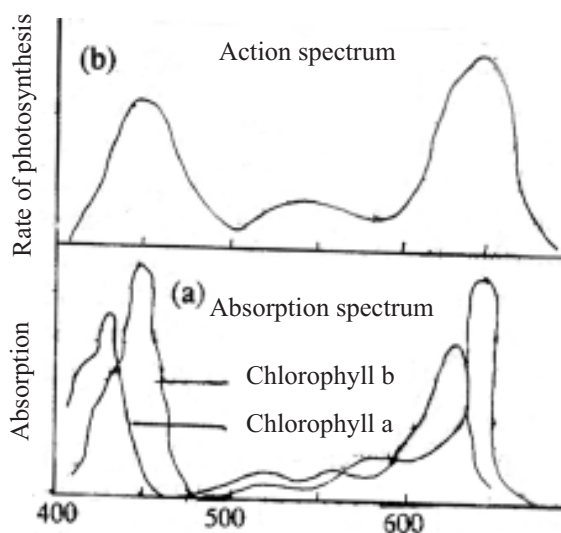 Rate of photosynthesis
(b)
Action spectrum
Absorption
(a)
Absorption spectrum
Chlorophyll b
Chlorophyll a
400
500
600